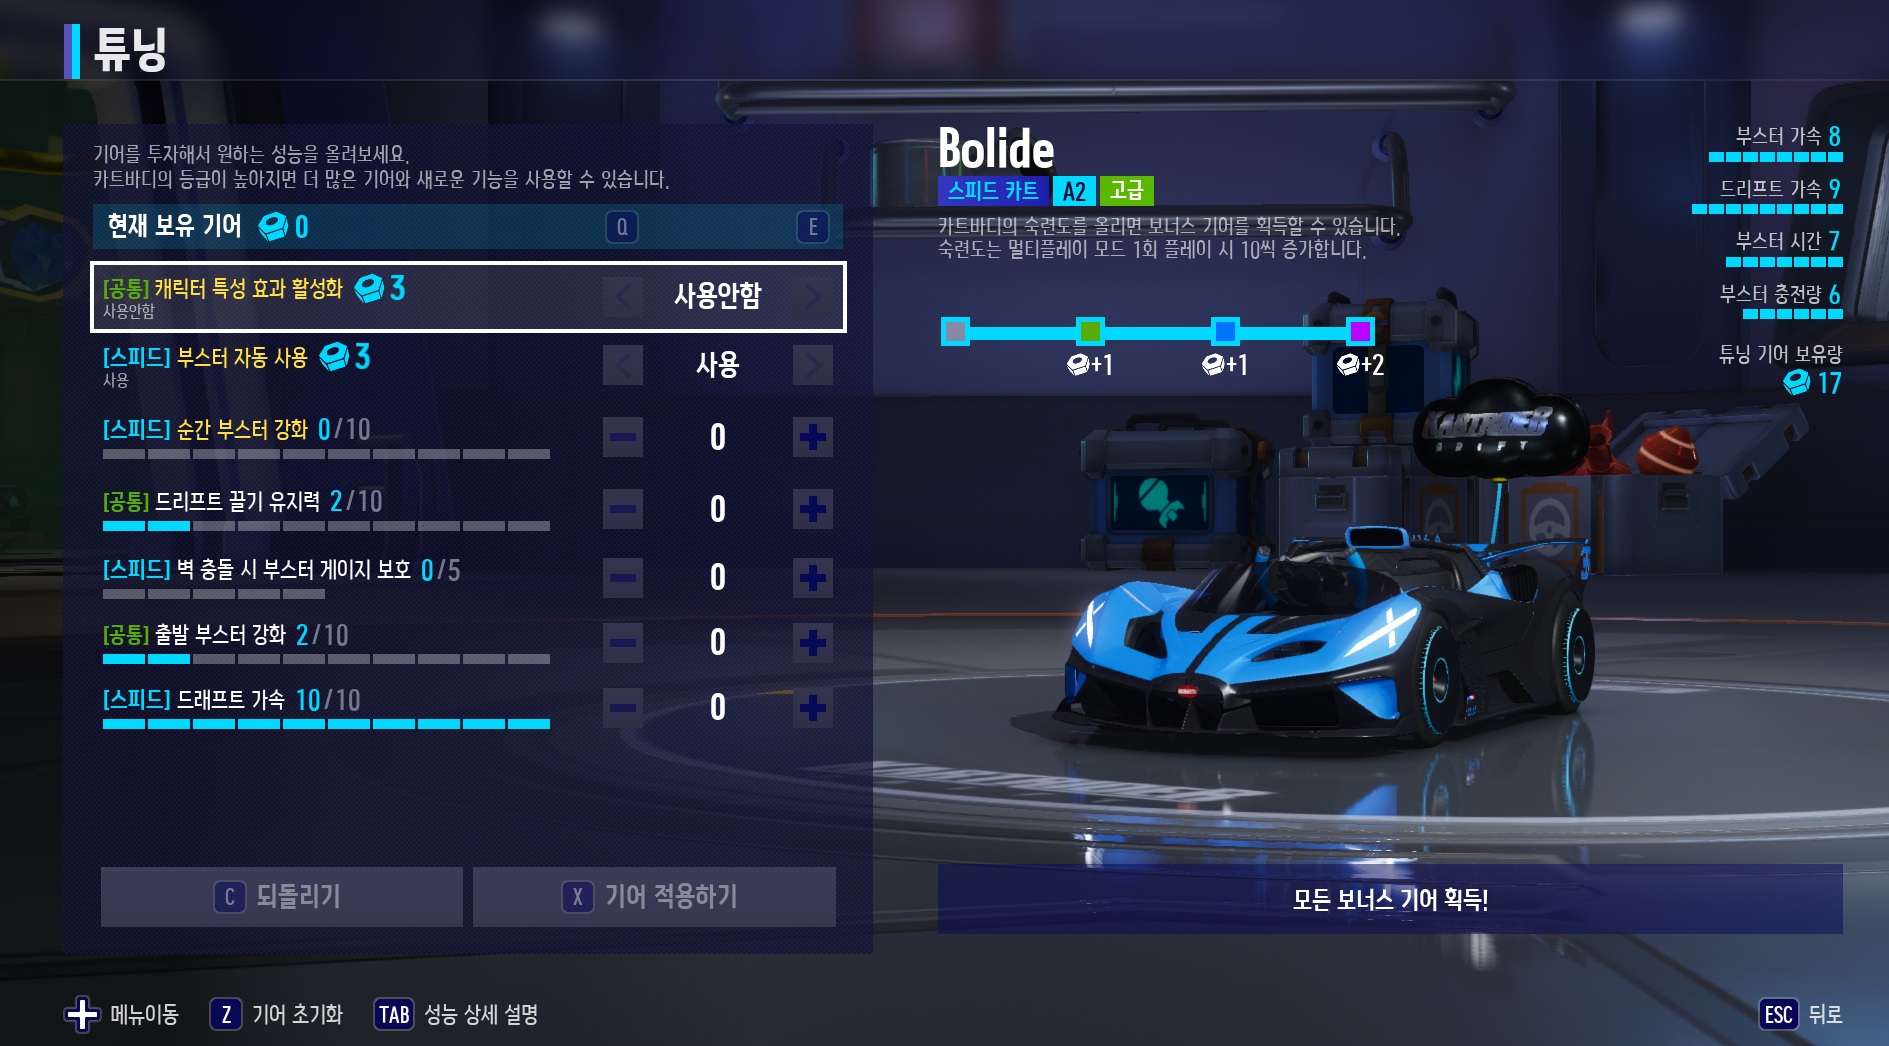 튜닝
기어를 투자해서 원하는 성능을 올려보세요.
카트바디의 등급이 높아지면 더 많은 기어와 새로운 기능을 사용할 수 있습니다.
현재 보유 기어 0
Q
E
[공통] 캐릭터 특성 효과 활성화 3
사용안함
사용안함
[스피드] 부스터 자동 사용 3
사용
사용
[스피드] 순간 부스터 강화 0/10
0
[공통] 드리프트 끌기 유지력 2/10
0
[스피드] 벽 충돌 시 부스터 게이지 보호 0/5
0
[공통] 출발 부스터 강화 2/10
0
[스피드] 드래프트 가속 10/10
0
C 되돌리기
X 기어 적용하기
Bolide
스피드 카트 A2 고급
카트바디의 숙련도를 올리면 보너스 기어를 획득할 수 있습니다.
숙련도는 멀티플레이 모드 1회 플레이 시 10씩 증가합니다.
+1
+1
+2
부스터 가속 8
드리프트 가속 9
부스터 시간 7
부스터 충전량 6
튜닝 기어 보유량
17
KARTRIDER
DRIFT
모든 보너스 기어 획득!
메뉴이동
Z 기어 초기화
TAB 성능 상세 설명
ESC 뒤로